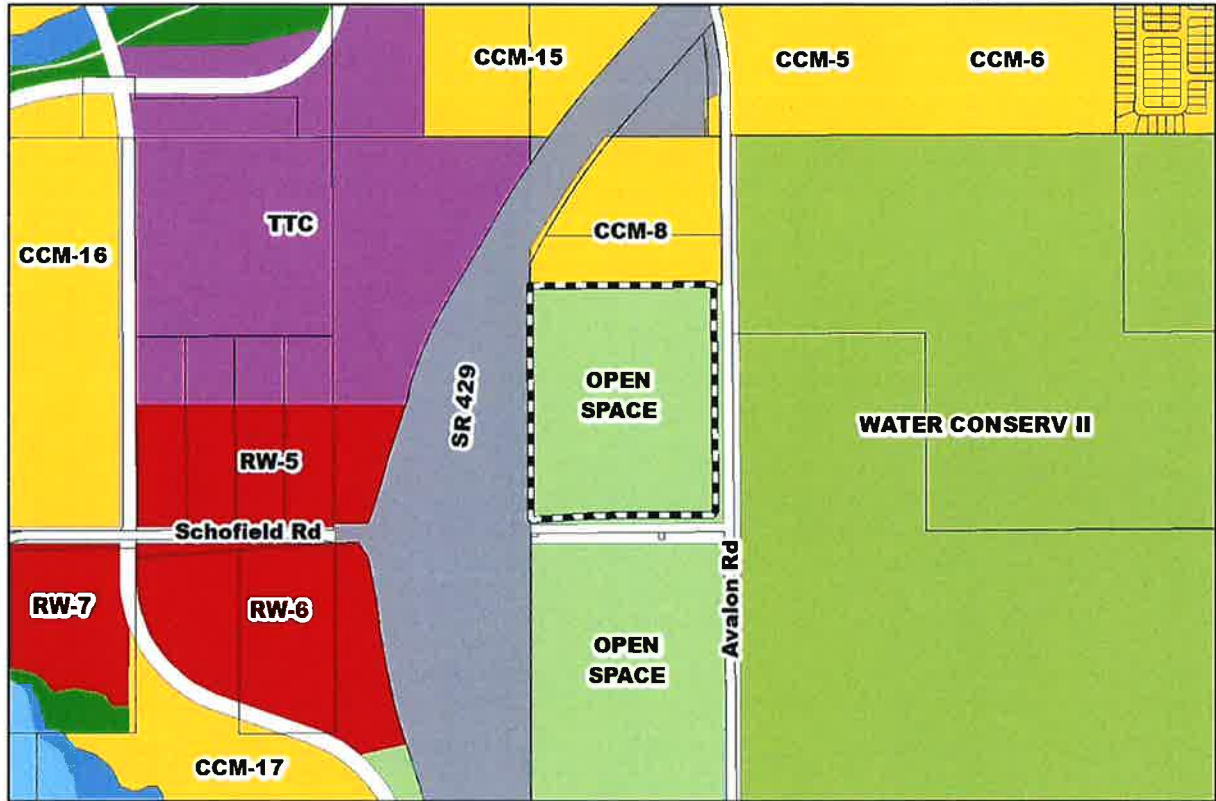 CCM-15
CCM-5
CCM-6
TTC
CCM-16
CCM-8
SR 429
OPEN
SPACE
WATER CONSERV II
RW-5
Schofield Rd
RW-7
RW-6
Avalon Rd
OPEN
SPACE
CCM-17